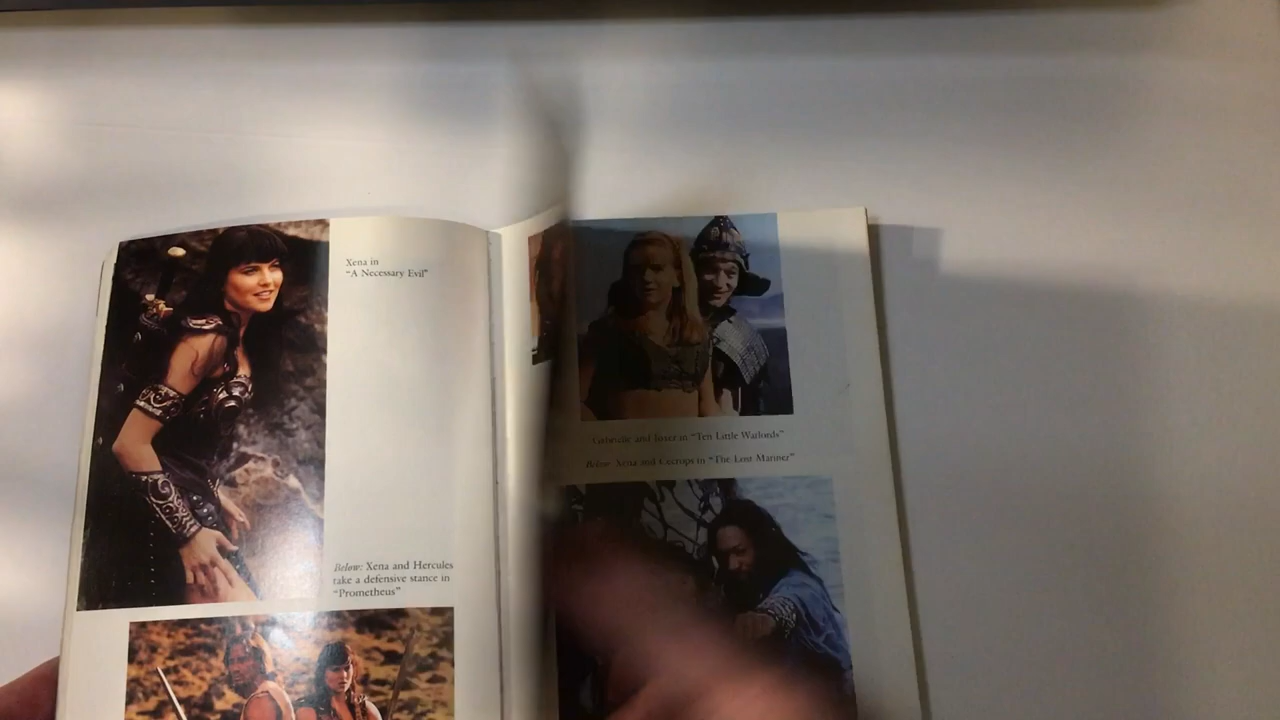 Xena in
"A Necessary Evil"
Below: Xena and Hercules
take a defensive stance in
"Prometheus"
Gabrielle and Joxer in "Ten Little Warlords"
Below: Xena and Cecrops in "The Lost Mariner"